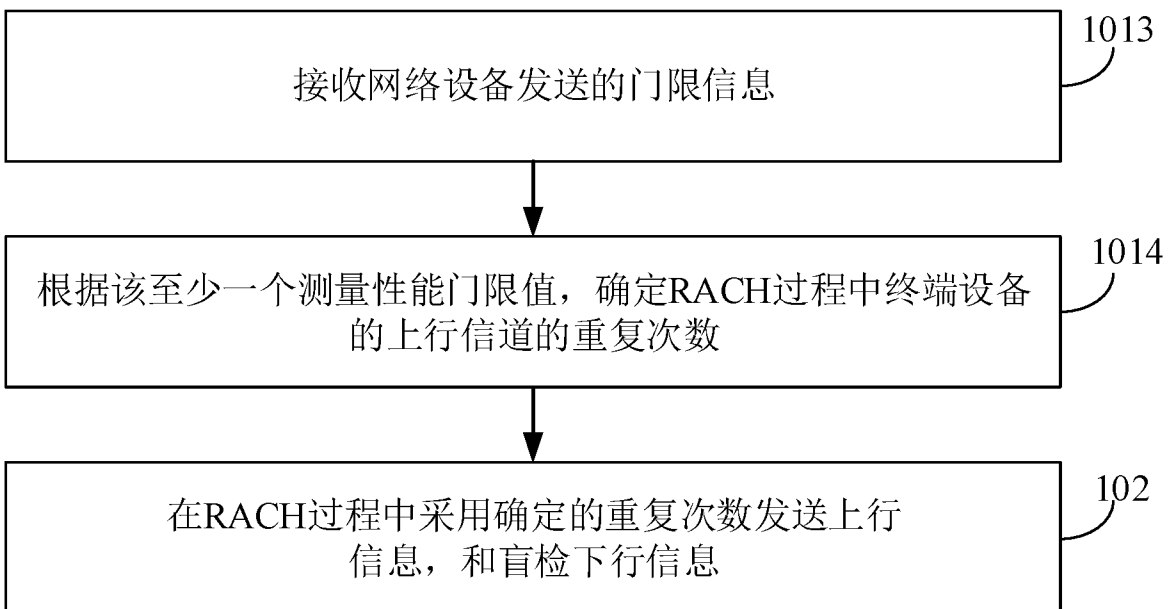 1013
接收网络设备发送的门限信息
1014
根据该至少一个测量性能门限值，确定RACH过程中终端设备
的上行信道的重复次数
102
在RACH过程中采用确定的重复次数发送上行
信息，和盲检下行信息